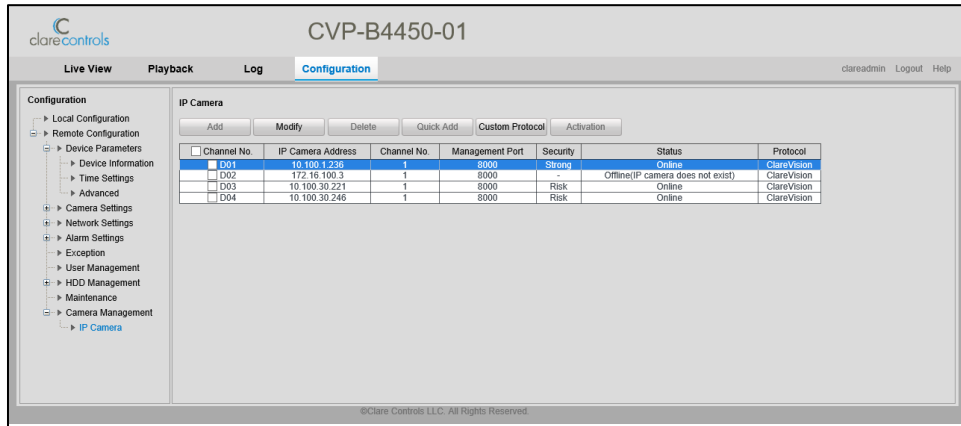 clarecontrols
CVP-B4450-01
Live View Playback Log Configuration clareadmin Logout Help
Configuration
Local Configuration
Remote Configuration
Device Parameters
Device Information
Time Settings
Advanced
Camera Settings
Network Settings
Alarm Settings
Exception
User Management
HDD Management
Maintenance
Camera Management
IP Camera
IP Camera
Add Modify Delete Quick Add Custom Protocol Activation
Channel No. IP Camera Address Channel No. Management Port Security Status Protocol
D01 10.100.1.236 1 8000 Strong Online ClareVision
D02 172.16.100.3 1 8000 - Offline(IP camera does not exist) ClareVision
D03 10.100.30.221 1 8000 Risk Online ClareVision
D04 10.100.30.246 1 8000 Risk Online ClareVision
©Clare Controls LLC. All Rights Reserved.